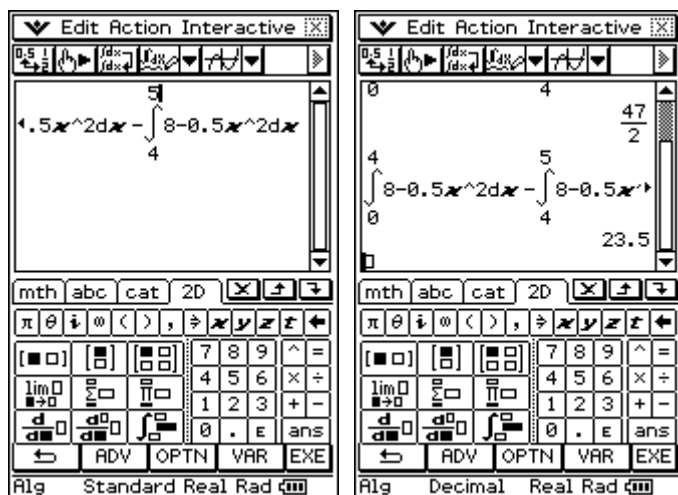 Edit Action Interactive
5
.5x^2dx-∫8-0.5x^2dx
4
mth abc cat 2D
π θ i ∞ ( ) , ⇒ x y z t ←
7 8 9 ^ =
lim 4 5 6 × ÷
Σ Π
1 2 3 + -
d/d d/d ∫ 0 . E ans
ADV OPTN VAR EXE
Alg Standard Real Rad
Edit Action Interactive
0 4
47
2
4 5
∫8-0.5x^2dx-∫8-0.5x^
0 4
23.5
mth abc cat 2D
π θ i ∞ ( ) , ⇒ x y z t ←
7 8 9 ^ =
lim 4 5 6 × ÷
Σ Π
1 2 3 + -
d/d d/d ∫ 0 . E ans
ADV OPTN VAR EXE
Alg Decimal Real Rad